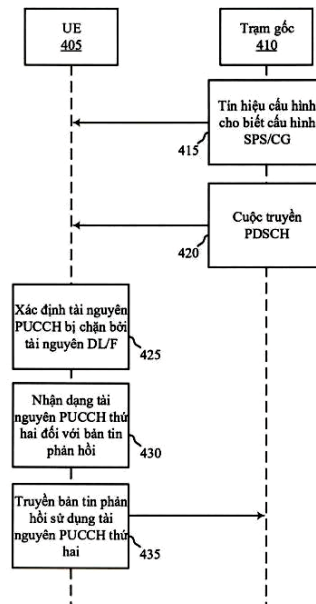 UE
405
Trạm gốc
410
Tín hiệu cấu hình
cho biết cấu hình
SPS/CG
415
Cuộc truyền
PDSCH
420
Xác định tài nguyên
PUCCH bị chặn bởi
tài nguyên DL/F
425
Nhận dạng tài
nguyên PUCCH thứ
hai đối với bản tin
phản hồi
430
Truyền bản tin phản
hồi sử dụng tài
nguyên PUCCH thứ
hai
435